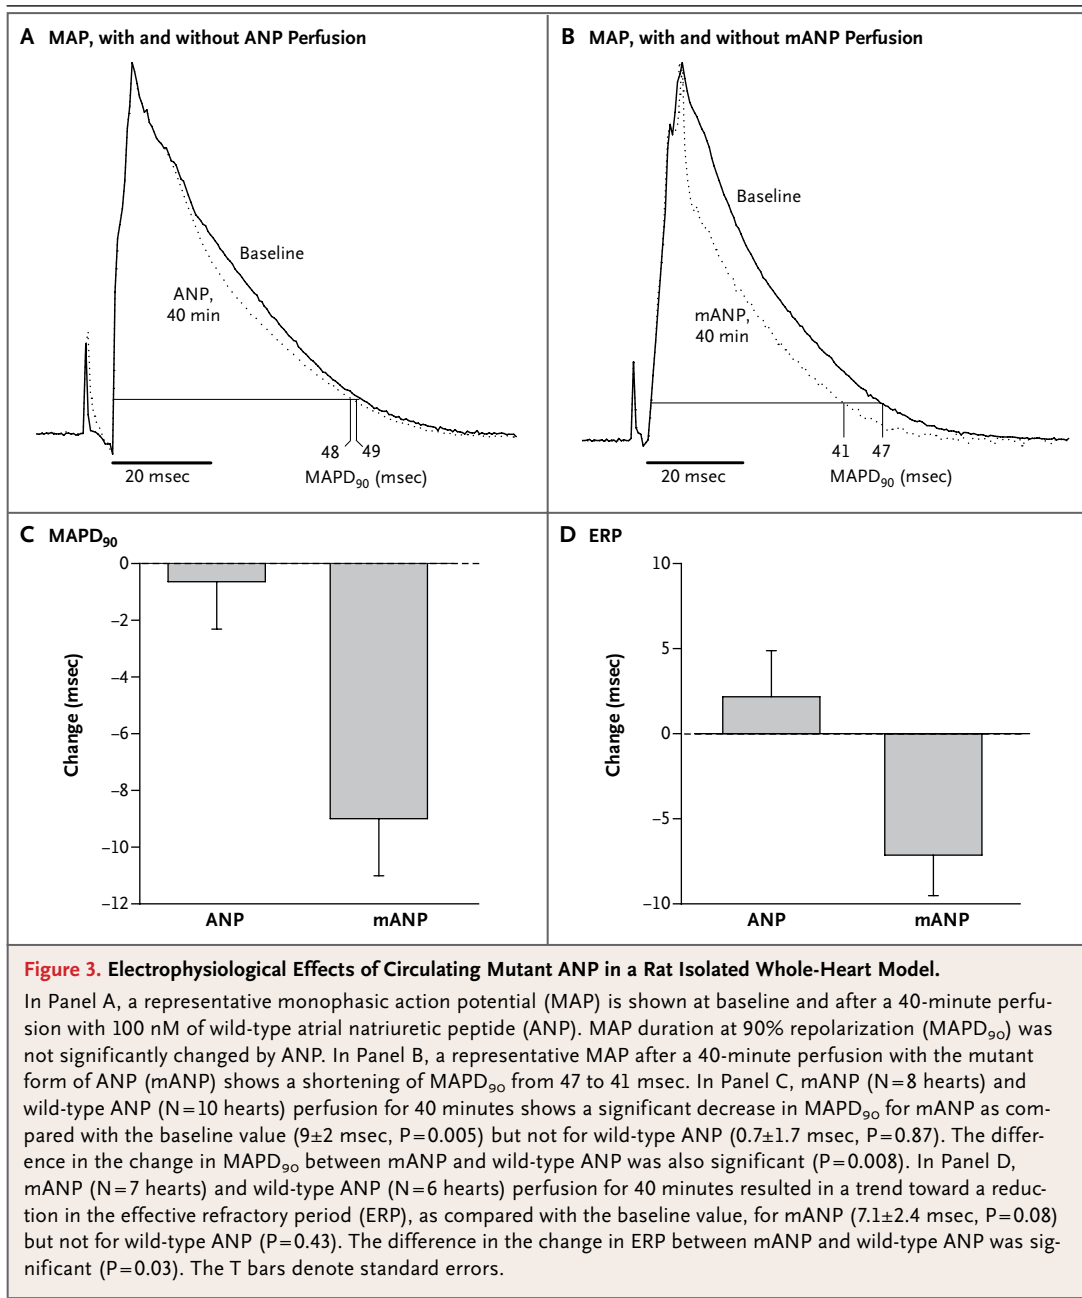 A MAP, with and without ANP Perfusion
Baseline
ANP,
40 min
48 49
20 msec
MAPD90 (msec)
B MAP, with and without mANP Perfusion
Baseline
mANP,
40 min
41 47
20 msec
MAPD90 (msec)
C MAPD90
0
−2
−4
−6
−8
−10
−12
Change (msec)
ANP mANP
D ERP
10
5
0
−5
−10
Change (msec)
ANP mANP
Figure 3. Electrophysiological Effects of Circulating Mutant ANP in a Rat Isolated Whole-Heart Model.
In Panel A, a representative monophasic action potential (MAP) is shown at baseline and after a 40-minute perfu-
sion with 100 nM of wild-type atrial natriuretic peptide (ANP). MAP duration at 90% repolarization (MAPD90) was
not significantly changed by ANP. In Panel B, a representative MAP after a 40-minute perfusion with the mutant
form of ANP (mANP) shows a shortening of MAPD90 from 47 to 41 msec. In Panel C, mANP (N=8 hearts) and
wild-type ANP (N=10 hearts) perfusion for 40 minutes shows a significant decrease in MAPD90 for mANP as com-
pared with the baseline value (9±2 msec, P=0.005) but not for wild-type ANP (0.7±1.7 msec, P=0.87). The differ-
ence in the change in MAPD90 between mANP and wild-type ANP was also significant (P=0.008). In Panel D,
mANP (N=7 hearts) and wild-type ANP (N=6 hearts) perfusion for 40 minutes resulted in a trend toward a reduc-
tion in the effective refractory period (ERP), as compared with the baseline value, for mANP (7.1±2.4 msec, P=0.08)
but not for wild-type ANP (P=0.43). The difference in the change in ERP between mANP and wild-type ANP was sig-
nificant (P=0.03). The T bars denote standard errors.